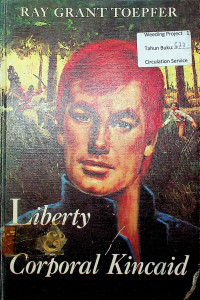 RAY GRANT TOEPFER
Weeding Project
Tahun Buku:
Circulation Service
Liberty
Corporal Kincaid